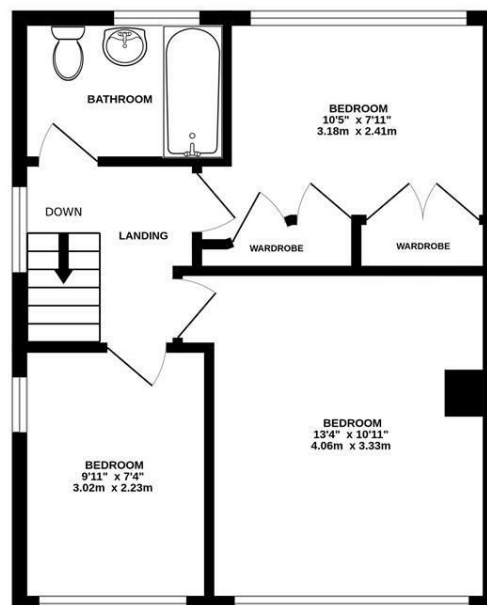 BATHROOM
BEDROOM
10'5" x 7'11"
3.18m x 2.41m
DOWN
LANDING
WARDROBE
WARDROBE
BEDROOM
13'4" x 10'11"
4.06m x 3.33m
BEDROOM
9'11" x 7'4"
3.02m x 2.23m